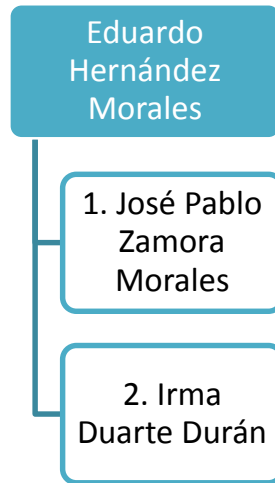 Eduardo
Hernández
Morales
1. José Pablo
Zamora
Morales
2. Irma
Duarte Durán